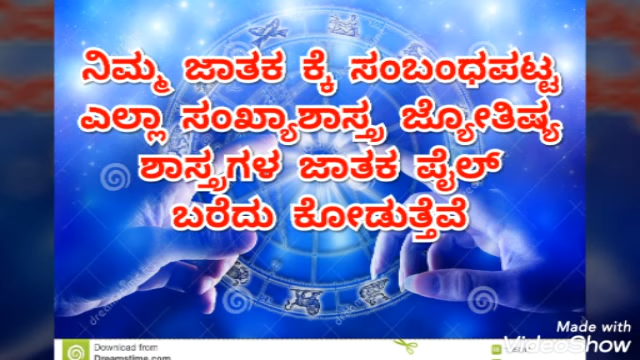 ನಿಮ್ಮ ಜಾತಕ ಕ್ಕೆ ಸಂಬಂಧಪಟ್ಟ
ಎಲ್ಲಾ ಸಂಖ್ಯಾಶಾಸ್ತ್ರ ಜ್ಯೋತಿಷ್ಯ
ಶಾಸ್ತ್ರಗಳ ಜಾತಕ ಪೈಲ್
ಬರೆದು ಕೋಡುತ್ತೆವೆ
Made with
VideoShow
Download from
Dreamstime.com